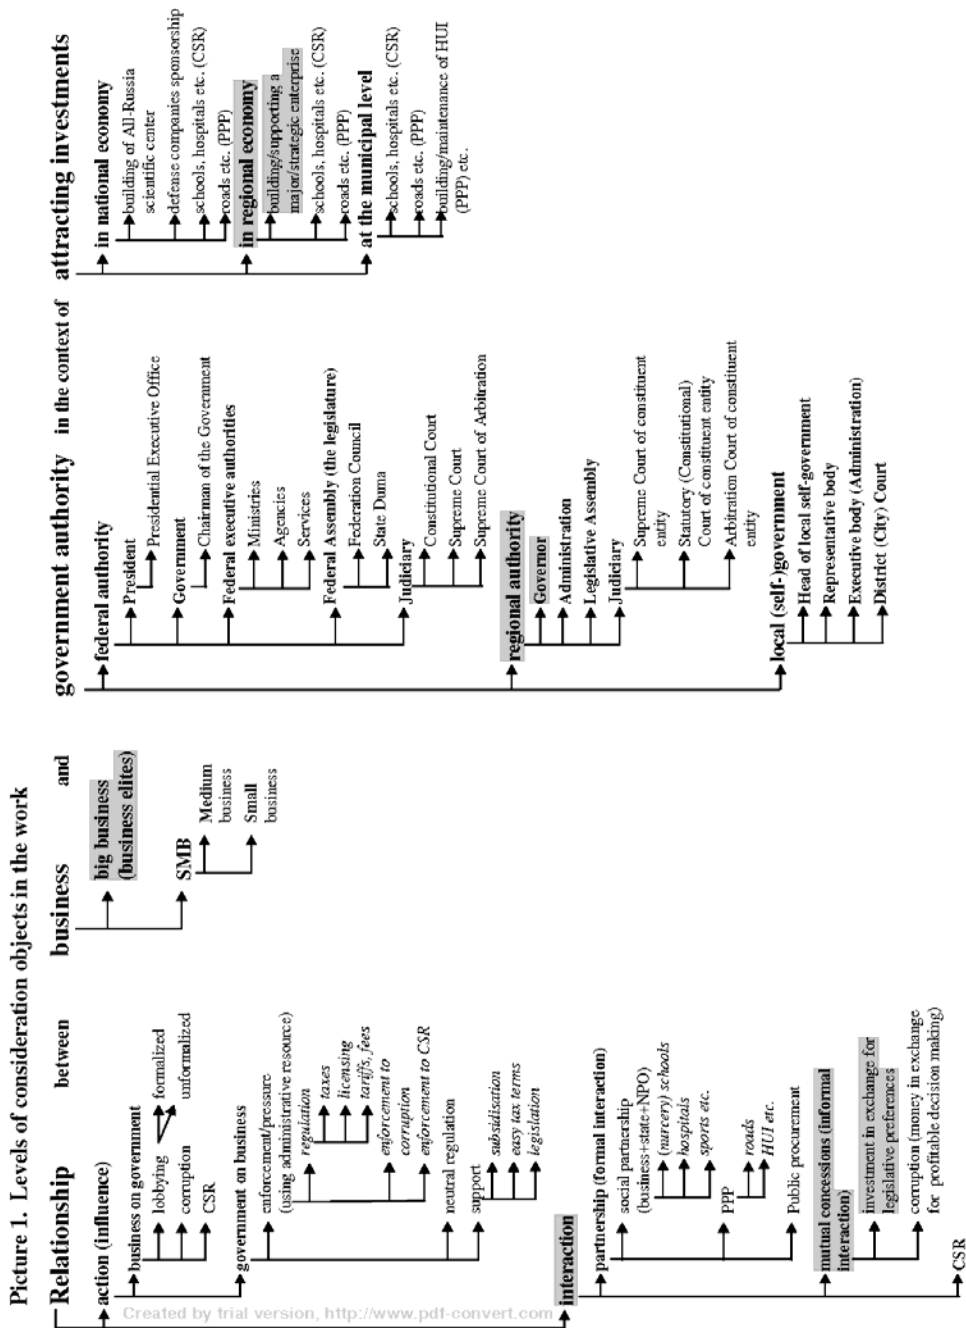 Picture 1. Levels of consideration objects in the work
Relationship between business and government authority in the context of attracting investments
action (influence)
business on government
lobbying
formalized
unformalized
corruption
CSR
government on business
enforcement/pressure
(using administrative resource)
regulation
taxes
licensing
tariffs, fees
enforcement to
corruption
enforcement to CSR
neutral regulation
support
subsidisation
easy tax terms
legislation
interaction
partnership (formal interaction)
social partnership
(business+state+NPO)
(nurcery) schools
hospitals
sports etc.
PPP
roads
HUI etc.
Public procurement
mutual concessions (informal
interaction)
investment in exchange for
legislative preferences
corruption (money in exchange
for profitable decision making)
CSR
big business
(business elites)
SMB
Medium
business
Small
business
federal authority
President
Presidential Executive Office
Government
Chairman of the Government
Federal executive authorities
Ministries
Agencies
Services
Federal Assembly (the legislature)
Federation Council
State Duma
Judiciary
Constitutional Court
Supreme Court
Supreme Court of Arbitration
regional authority
Governor
Administration
Legislative Assembly
Judiciary
Supreme Court of constituent
entity
Statutory (Constitutional)
Court of constituent entity
Arbitration Court of constituent
entity
local (self-)government
Head of local self-government
Representative body
Executive body (Administration)
District (City) Court
in national economy
building of All-Russia
scientific center
defense companies sponsorship
schools, hospitals etc. (CSR)
roads etc. (PPP)
in regional economy
building/supporting a
major/strategic enterprise
schools, hospitals etc. (CSR)
roads etc. (PPP)
at the municipal level
schools, hospitals etc. (CSR)
roads etc. (PPP)
building/maintenance of HUI
(PPP) etc.
Created by trial version, http://www.pdf-convert.com